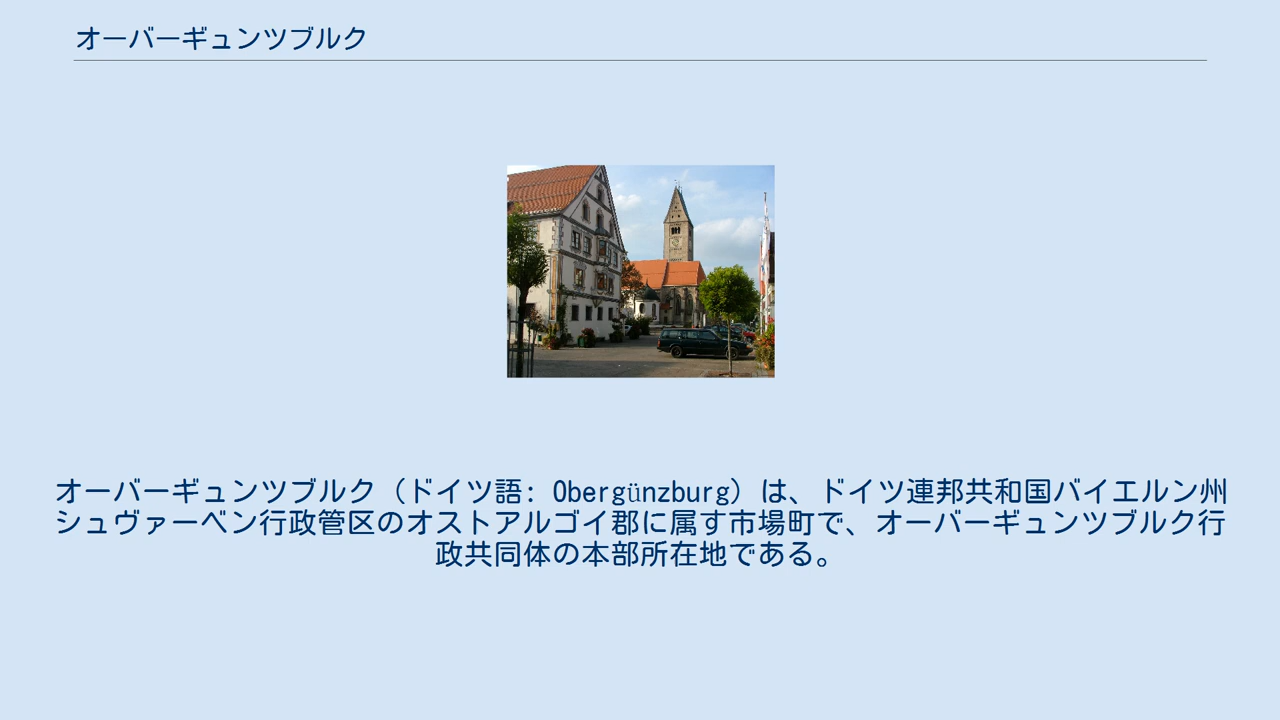 オーバーギュンツブルク
オーバーギュンツブルク（ドイツ語: Obergünzburg）は、ドイツ連邦共和国バイエルン州
シュヴァーベン行政管区のオストアルゴイ郡に属す市場町で、オーバーギュンツブルク行
政共同体の本部所在地である。